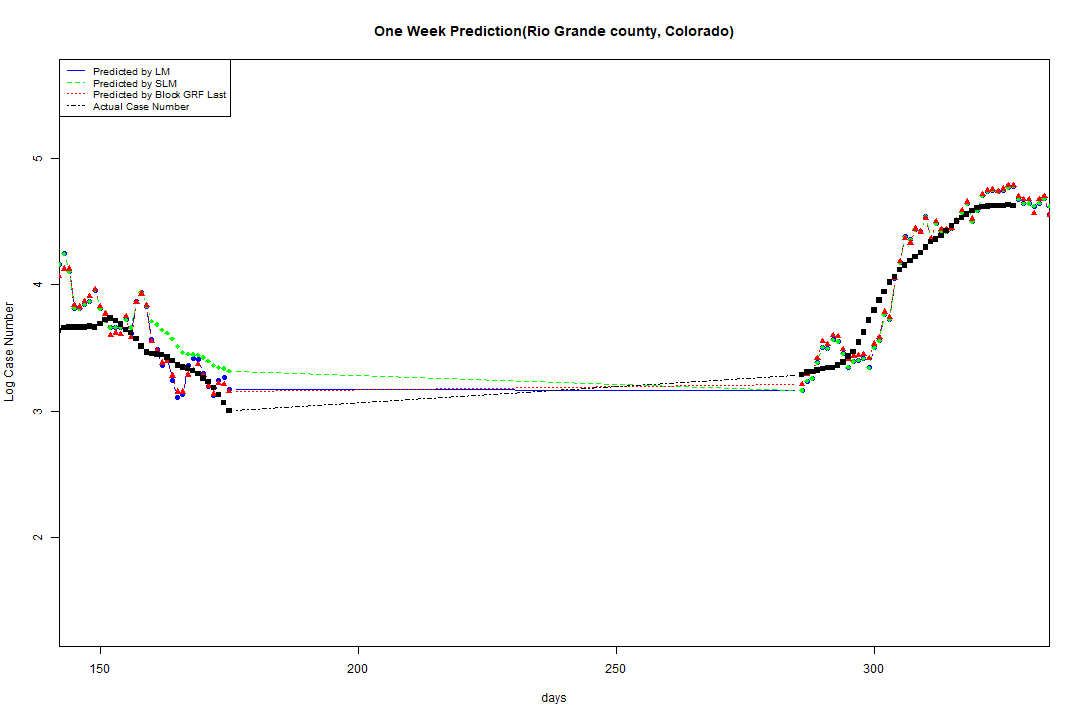 One Week Prediction(Rio Grande county, Colorado)
Predicted by LM
Predicted by SLM
Predicted by Block GRF Last
Actual Case Number
5
4
3
2
Log Case Number
150 200 250 300
days